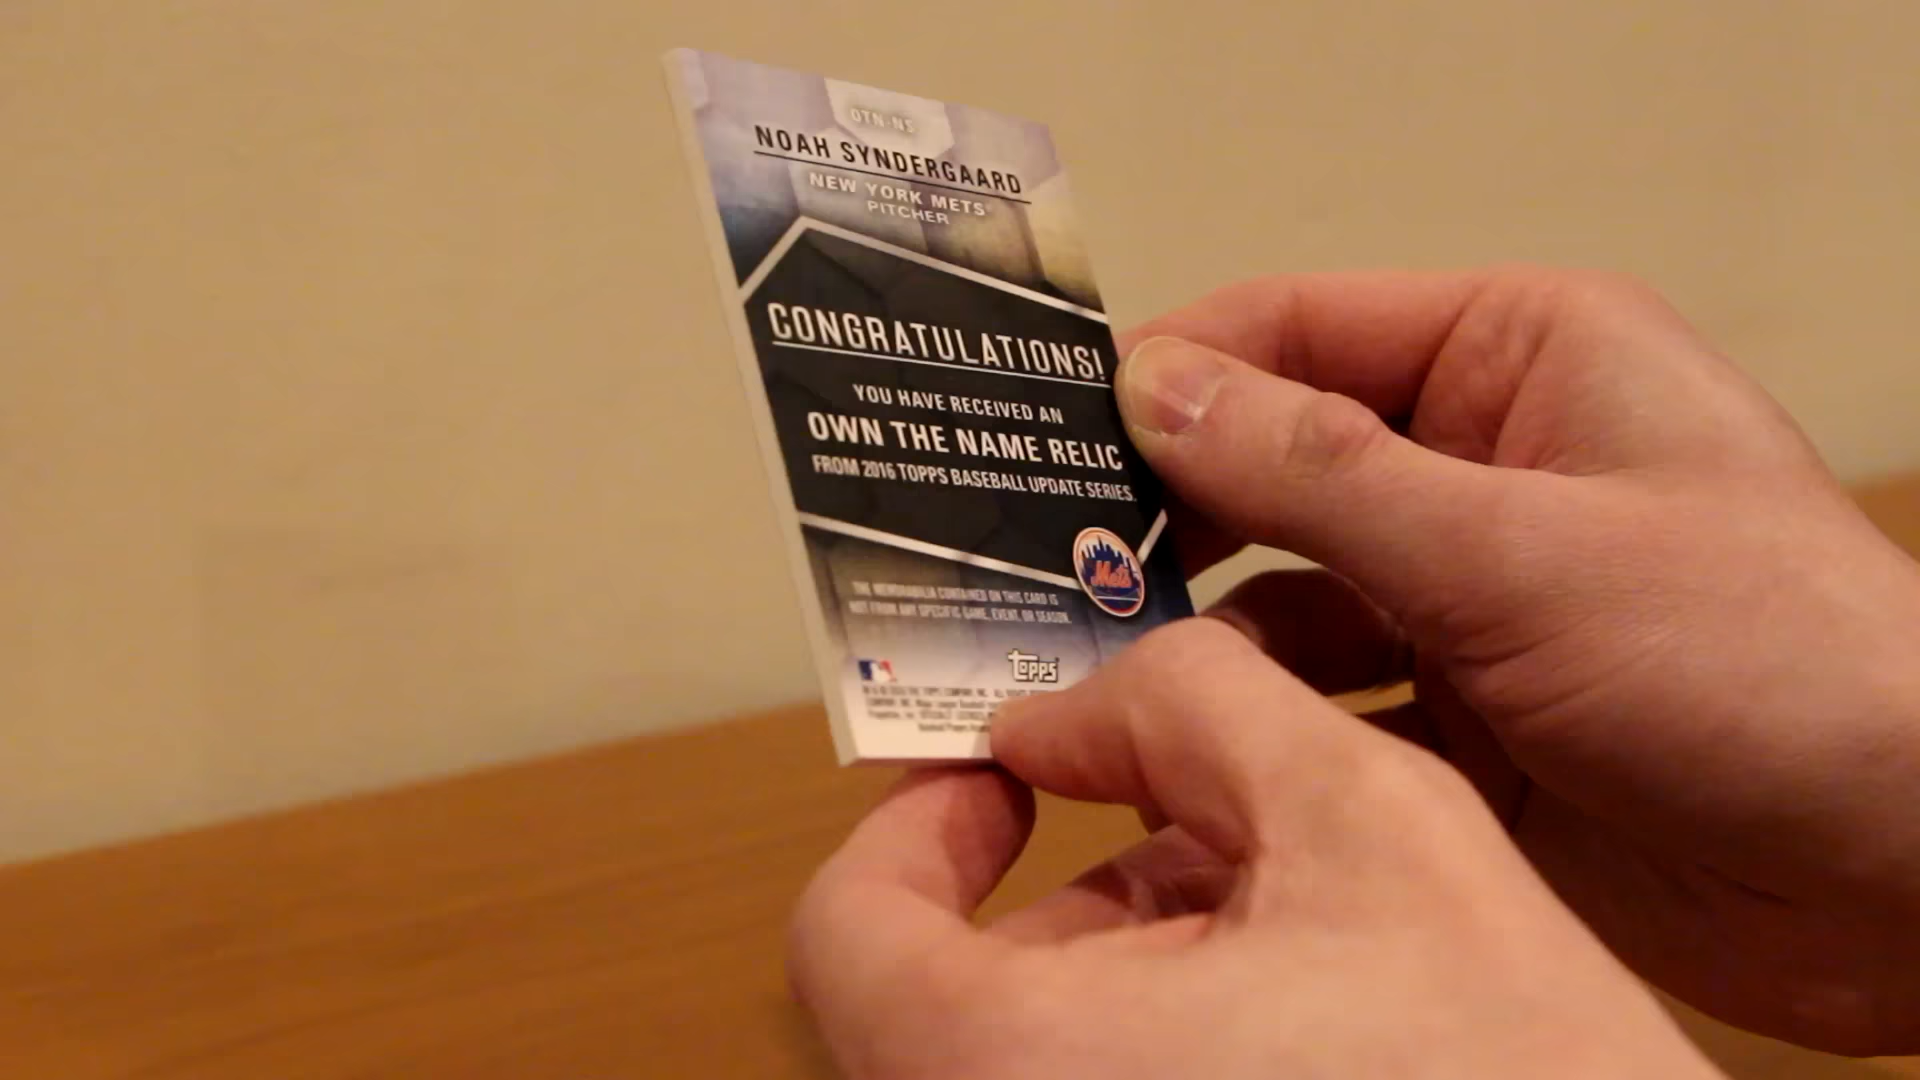 OTN-NS
NOAH SYNDERGAARD
NEW YORK METS
PITCHER
CONGRATULATIONS!
YOU HAVE RECEIVED AN
OWN THE NAME RELIC
FROM 2016 TOPPS BASEBALL UPDATE SERIES.
Mets
THE MEMORABILIA CONTAINED ON THIS CARD IS
NOT FROM ANY SPECIFIC GAME, EVENT, OR SEASON.
topps